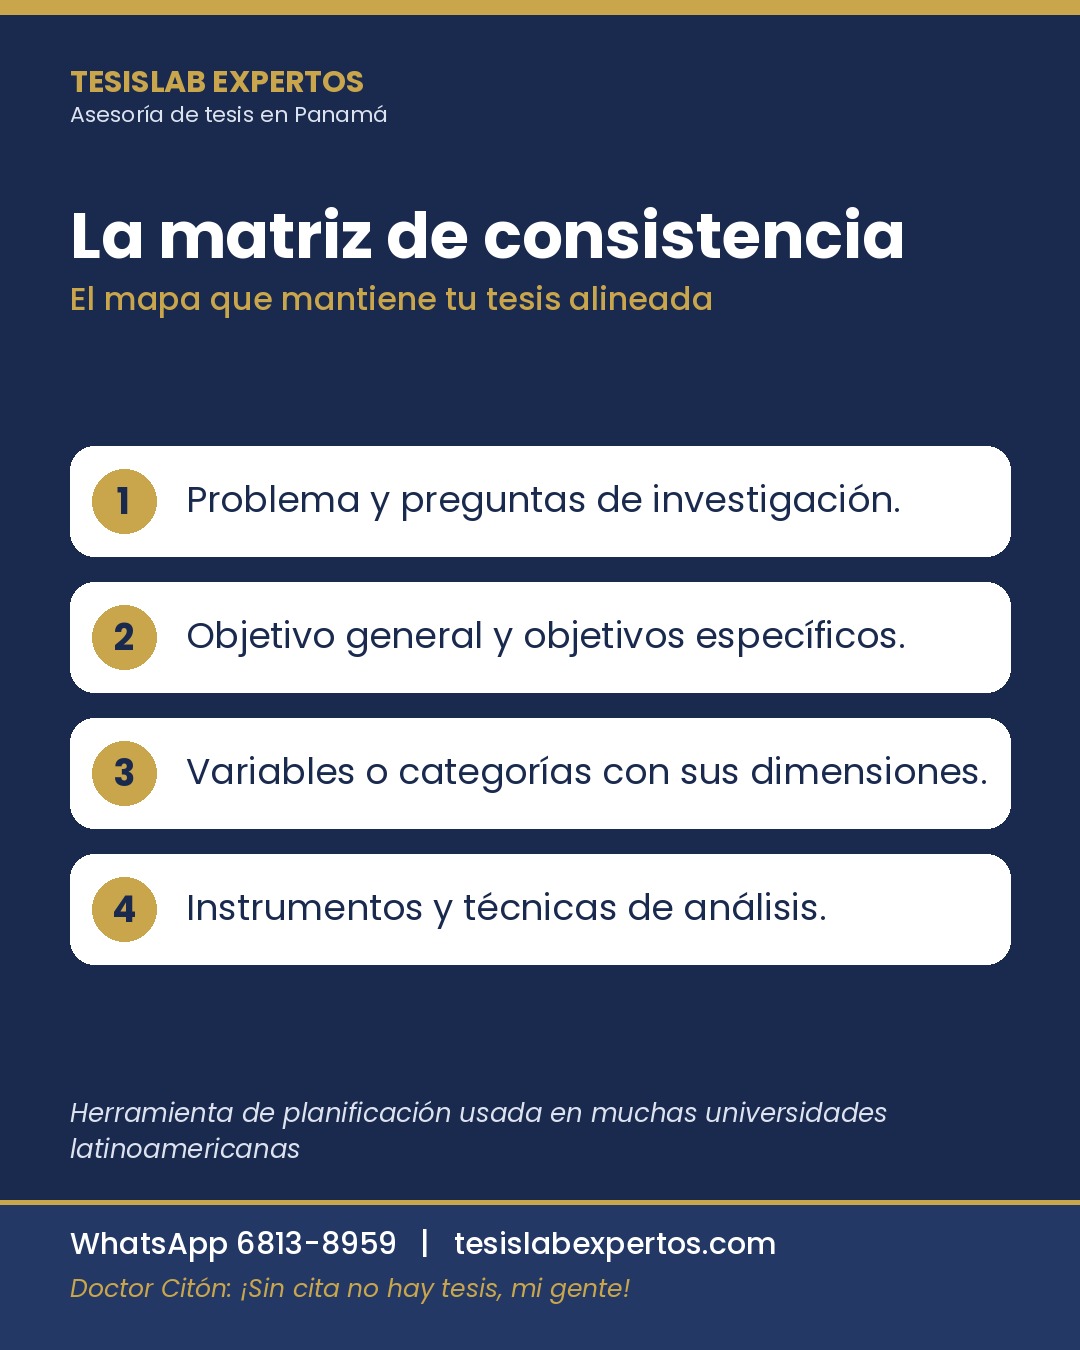 TESISLAB EXPERTOS
Asesoría de tesis en Panamá
La matriz de consistencia
El mapa que mantiene tu tesis alineada
1 Problema y preguntas de investigación.
2 Objetivo general y objetivos específicos.
3 Variables o categorías con sus dimensiones.
4 Instrumentos y técnicas de análisis.
Herramienta de planificación usada en muchas universidades
latinoamericanas
WhatsApp 6813-8959 | tesislabexpertos.com
Doctor Citón: ¡Sin cita no hay tesis, mi gente!